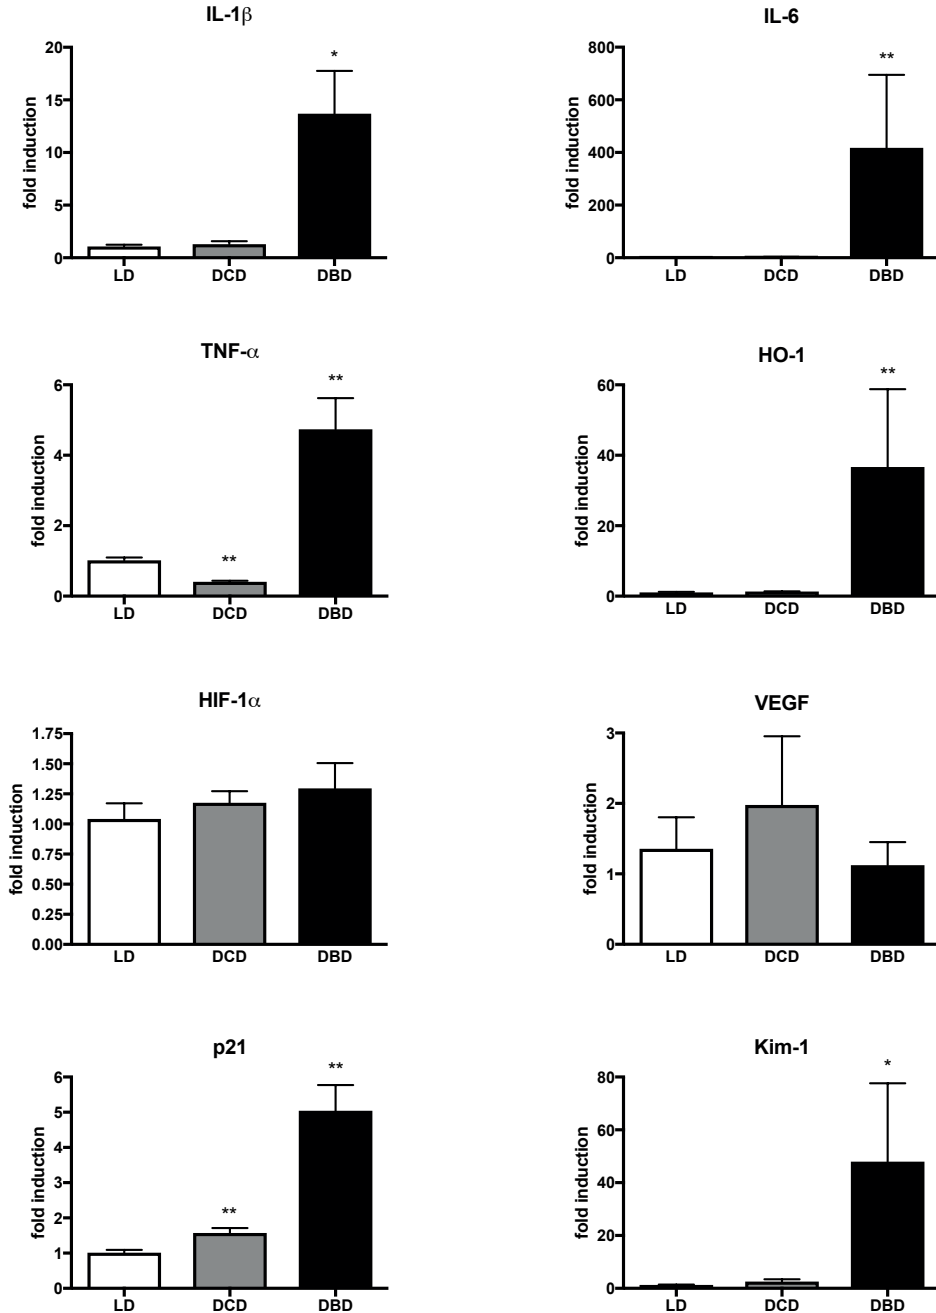 IL-1β
20
15
10
5
0
fold induction
*
LD DCD DBD
IL-6
800
600
400
200
0
fold induction
**
LD DCD DBD
TNF-α
6
4
2
0
fold induction
**
**
LD DCD DBD
HO-1
60
40
20
0
fold induction
**
LD DCD DBD
HIF-1α
1.75
1.50
1.25
1.00
0.75
0.50
0.25
0.00
fold induction
LD DCD DBD
VEGF
3
2
1
0
fold induction
LD DCD DBD
p21
6
5
4
3
2
1
0
fold induction
**
**
LD DCD DBD
Kim-1
80
60
40
20
0
fold induction
*
LD DCD DBD